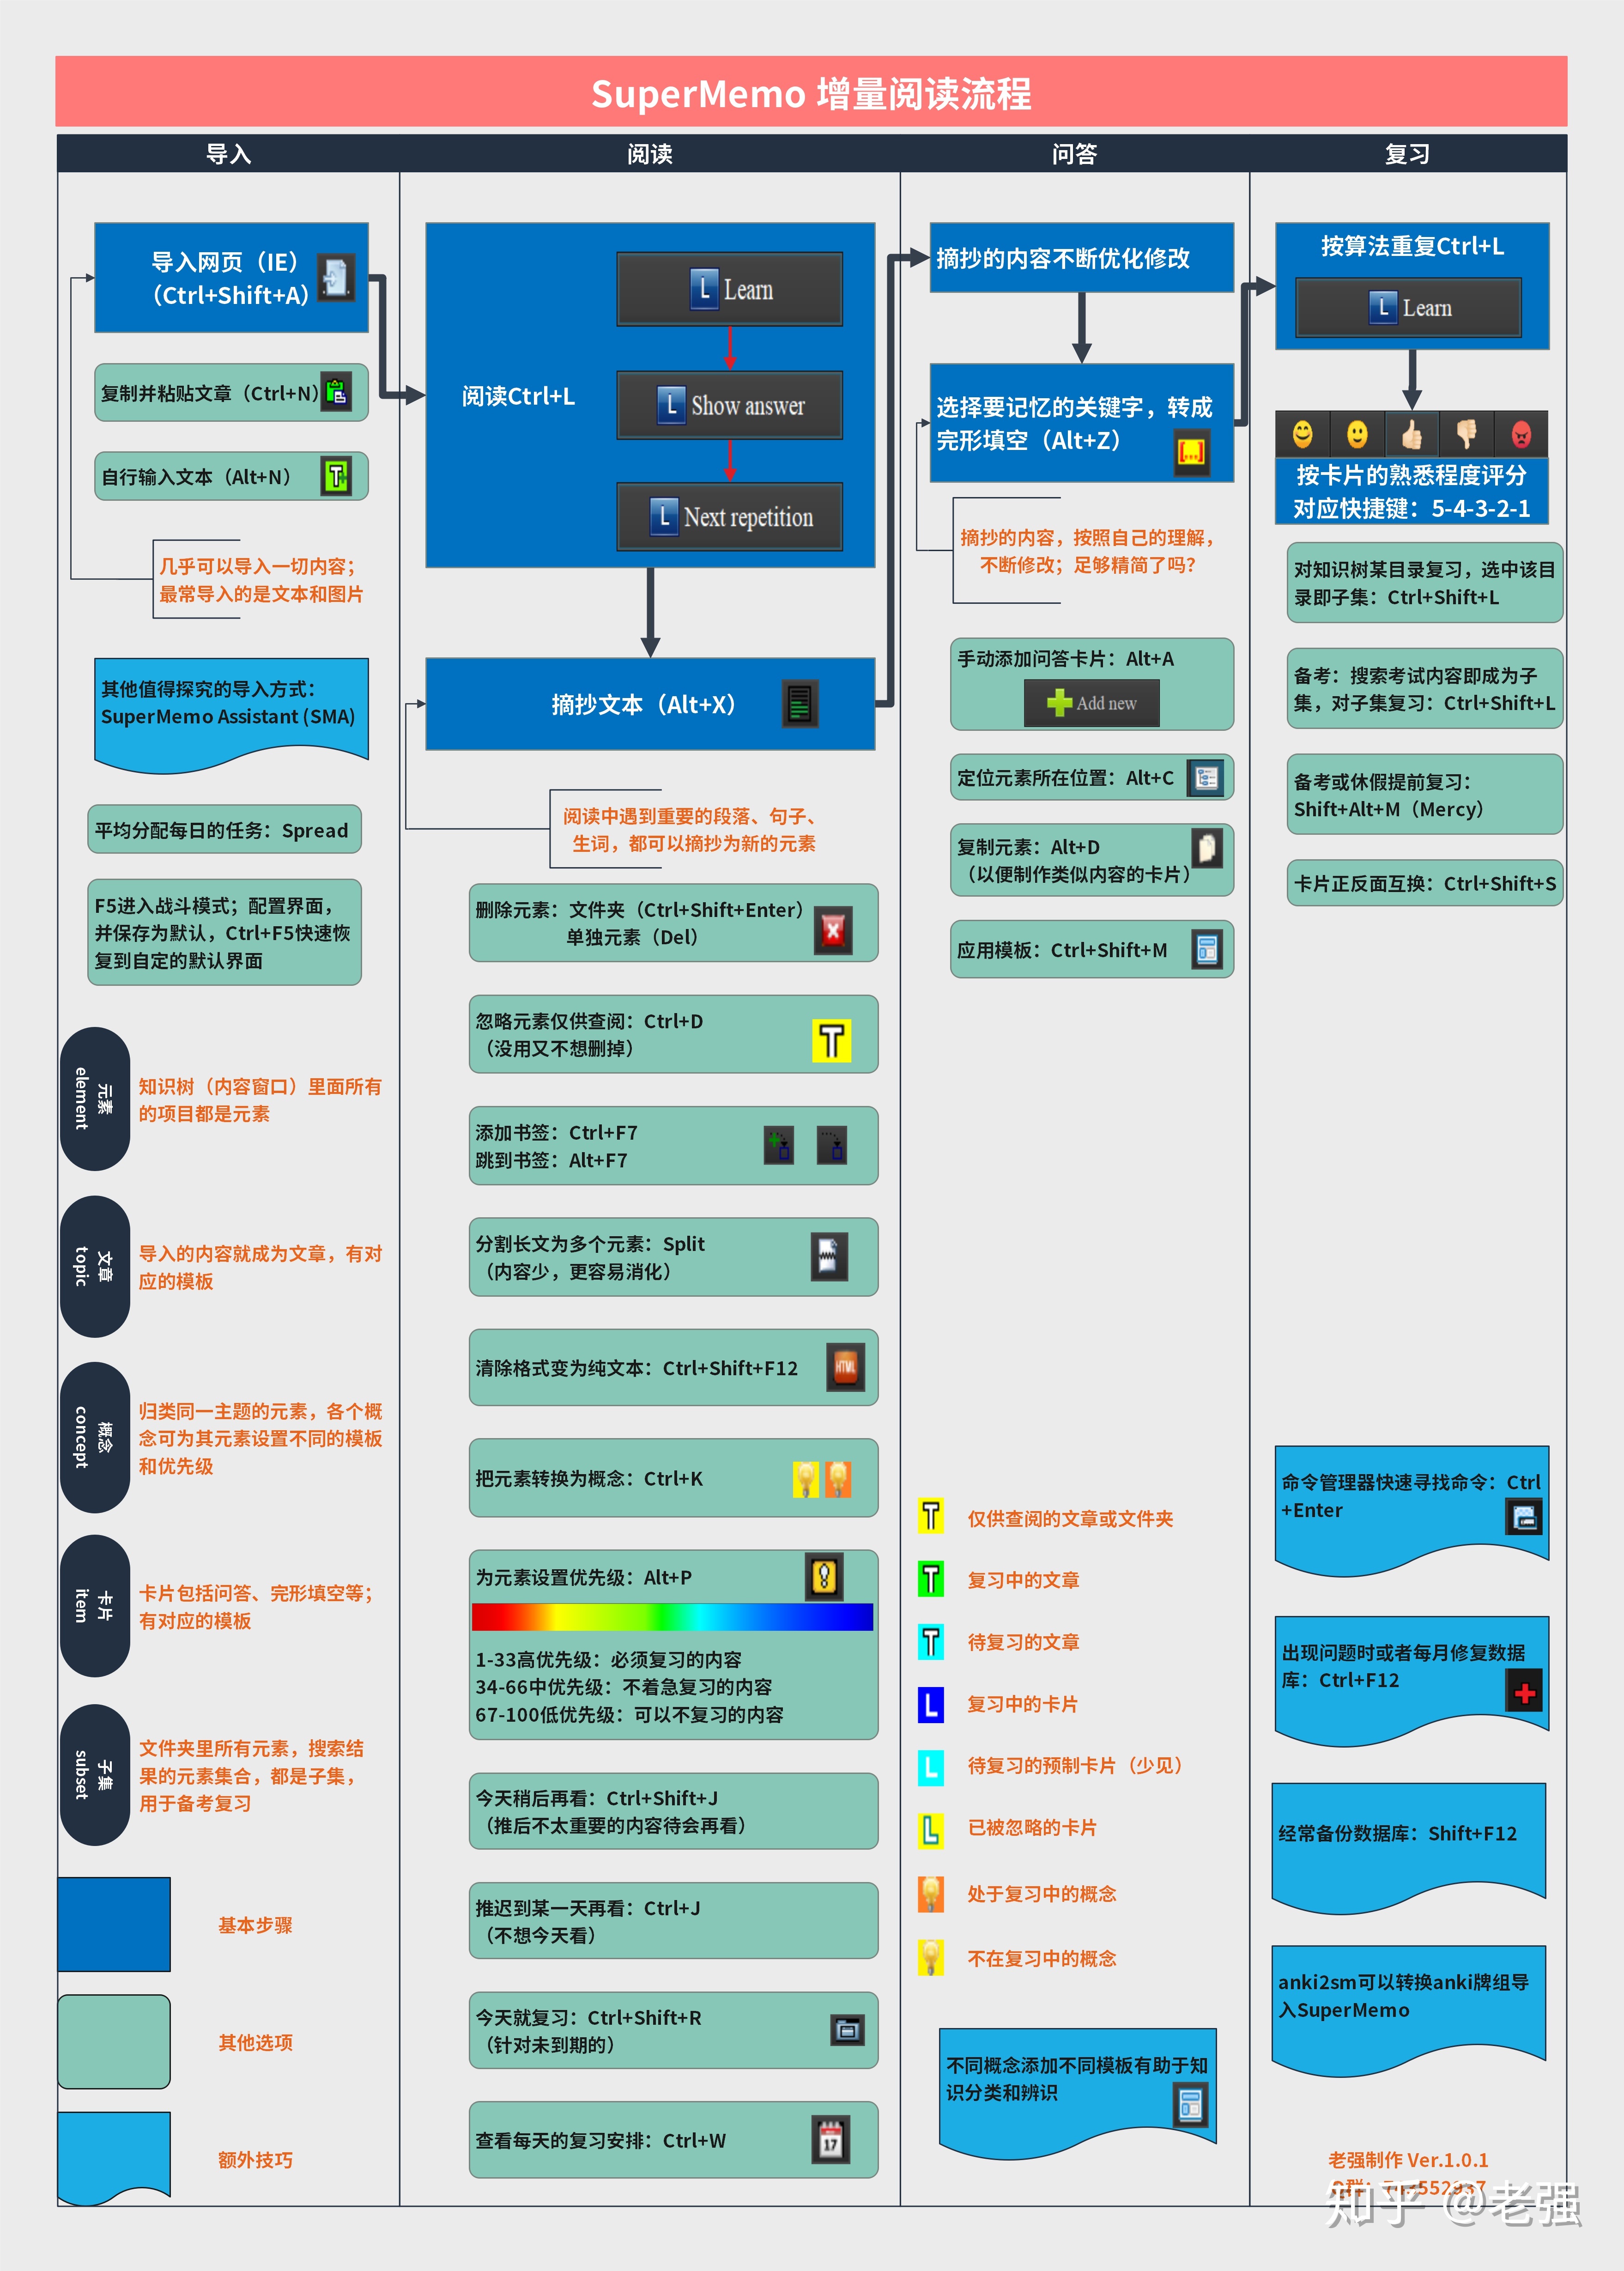 SuperMemo 增量阅读流程
导入
阅读
问答
复习
导入网页（IE）
（Ctrl+Shift+A）
复制并粘贴文章（Ctrl+N）
自行输入文本（Alt+N）
几乎可以导入一切内容；
最常导入的是文本和图片
其他值得探究的导入方式：
SuperMemo Assistant (SMA)
平均分配每日的任务：Spread
F5进入战斗模式；配置界面，
并保存为默认，Ctrl+F5快速恢
复到自定的默认界面
元素
element
知识树（内容窗口）里面所有
的项目都是元素
文章
topic
导入的内容就成为文章，有对
应的模板
概念
concept
归类同一主题的元素，各个概
念可为其元素设置不同的模板
和优先级
卡片
item
卡片包括问答、完形填空等；
有对应的模板
子集
subset
文件夹里所有元素，搜索结
果的元素集合，都是子集，
用于备考复习
基本步骤
其他选项
额外技巧
阅读Ctrl+L
L Learn
L Show answer
L Next repetition
摘抄文本（Alt+X）
阅读中遇到重要的段落、句子、
生词，都可以摘抄为新的元素
删除元素：文件夹（Ctrl+Shift+Enter）
单独元素（Del）
忽略元素仅供查阅：Ctrl+D
（没用又不想删掉）
T
添加书签：Ctrl+F7
跳到书签：Alt+F7
分割长文为多个元素：Split
（内容少，更容易消化）
清除格式变为纯文本：Ctrl+Shift+F12
HTML
把元素转换为概念：Ctrl+K
为元素设置优先级：Alt+P
1-33高优先级：必须复习的内容
34-66中优先级：不着急复习的内容
67-100低优先级：可以不复习的内容
今天稍后再看：Ctrl+Shift+J
（推后不太重要的内容待会再看）
推迟到某一天再看：Ctrl+J
（不想今天看）
今天就复习：Ctrl+Shift+R
（针对未到期的）
查看每天的复习安排：Ctrl+W
17
摘抄的内容不断优化修改
选择要记忆的关键字，转成
完形填空（Alt+Z）
[...]
摘抄的内容，按照自己的理解，
不断修改；足够精简了吗？
手动添加问答卡片：Alt+A
Add new
定位元素所在位置：Alt+C
复制元素：Alt+D
（以便制作类似内容的卡片）
应用模板：Ctrl+Shift+M
T 仅供查阅的文章或文件夹
T 复习中的文章
T 待复习的文章
L 复习中的卡片
L 待复习的预制卡片（少见）
L 已被忽略的卡片
处于复习中的概念
不在复习中的概念
不同概念添加不同模板有助于知
识分类和辨识
按算法重复Ctrl+L
L Learn
按卡片的熟悉程度评分
对应快捷键：5-4-3-2-1
对知识树某目录复习，选中该目
录即子集：Ctrl+Shift+L
备考：搜索考试内容即成为子
集，对子集复习：Ctrl+Shift+L
备考或休假提前复习：
Shift+Alt+M（Mercy）
卡片正反面互换：Ctrl+Shift+S
命令管理器快速寻找命令：Ctrl
+Enter
出现问题时或者每月修复数据
库：Ctrl+F12
经常备份数据库：Shift+F12
anki2sm可以转换anki牌组导
入SuperMemo
老强制作 Ver.1.0.1
知乎 @老强